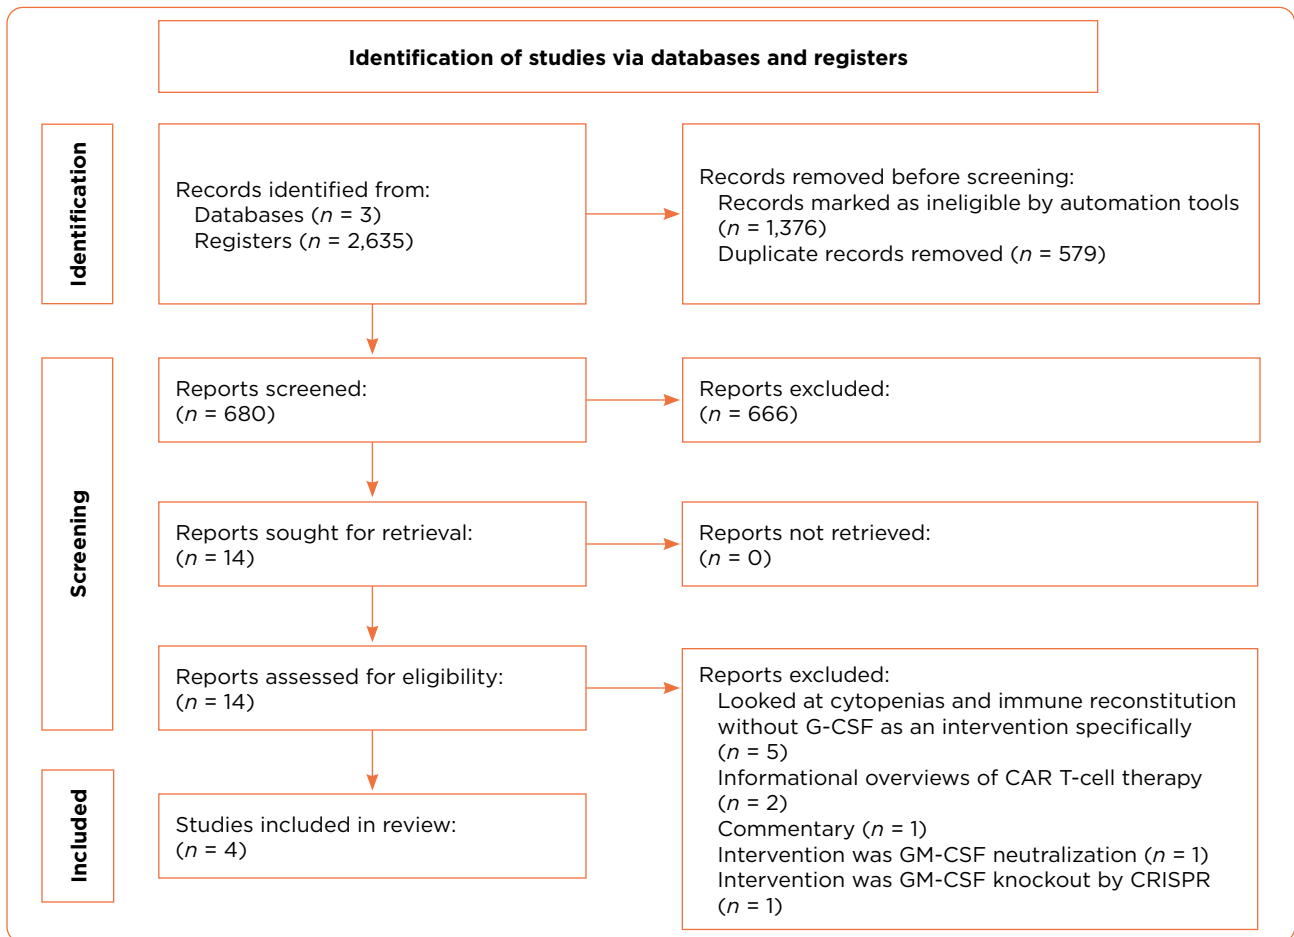 Identification of studies via databases and registers
Identification
Records identified from:
Databases (n = 3)
Registers (n = 2,635)
Records removed before screening:
Records marked as ineligible by automation tools
(n = 1,376)
Duplicate records removed (n = 579)
Screening
Reports screened:
(n = 680)
Reports excluded:
(n = 666)
Reports sought for retrieval:
(n = 14)
Reports not retrieved:
(n = 0)
Reports assessed for eligibility:
(n = 14)
Reports excluded:
Looked at cytopenias and immune reconstitution
without G-CSF as an intervention specifically
(n = 5)
Informational overviews of CAR T-cell therapy
(n = 2)
Commentary (n = 1)
Intervention was GM-CSF neutralization (n = 1)
Intervention was GM-CSF knockout by CRISPR
(n = 1)
Included
Studies included in review:
(n = 4)